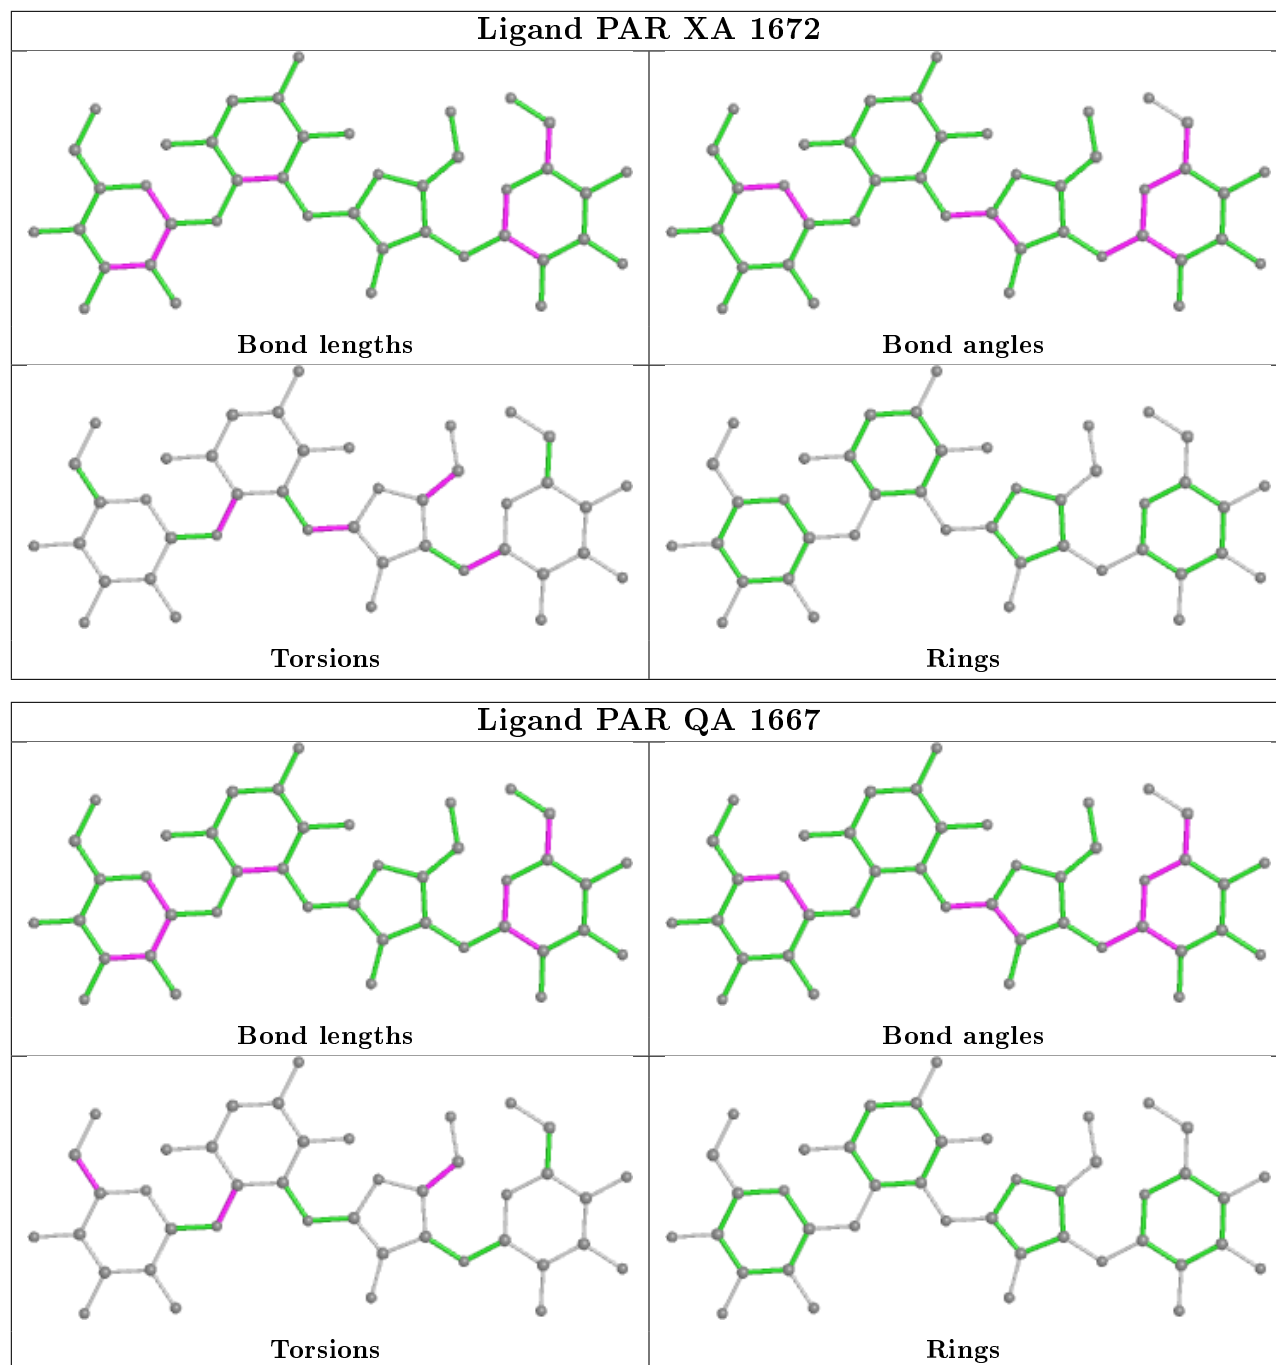 Ligand PAR XA 1672
Bond lengths
Bond angles
Torsions
Rings
Ligand PAR QA 1667
Bond lengths
Bond angles
Torsions
Rings